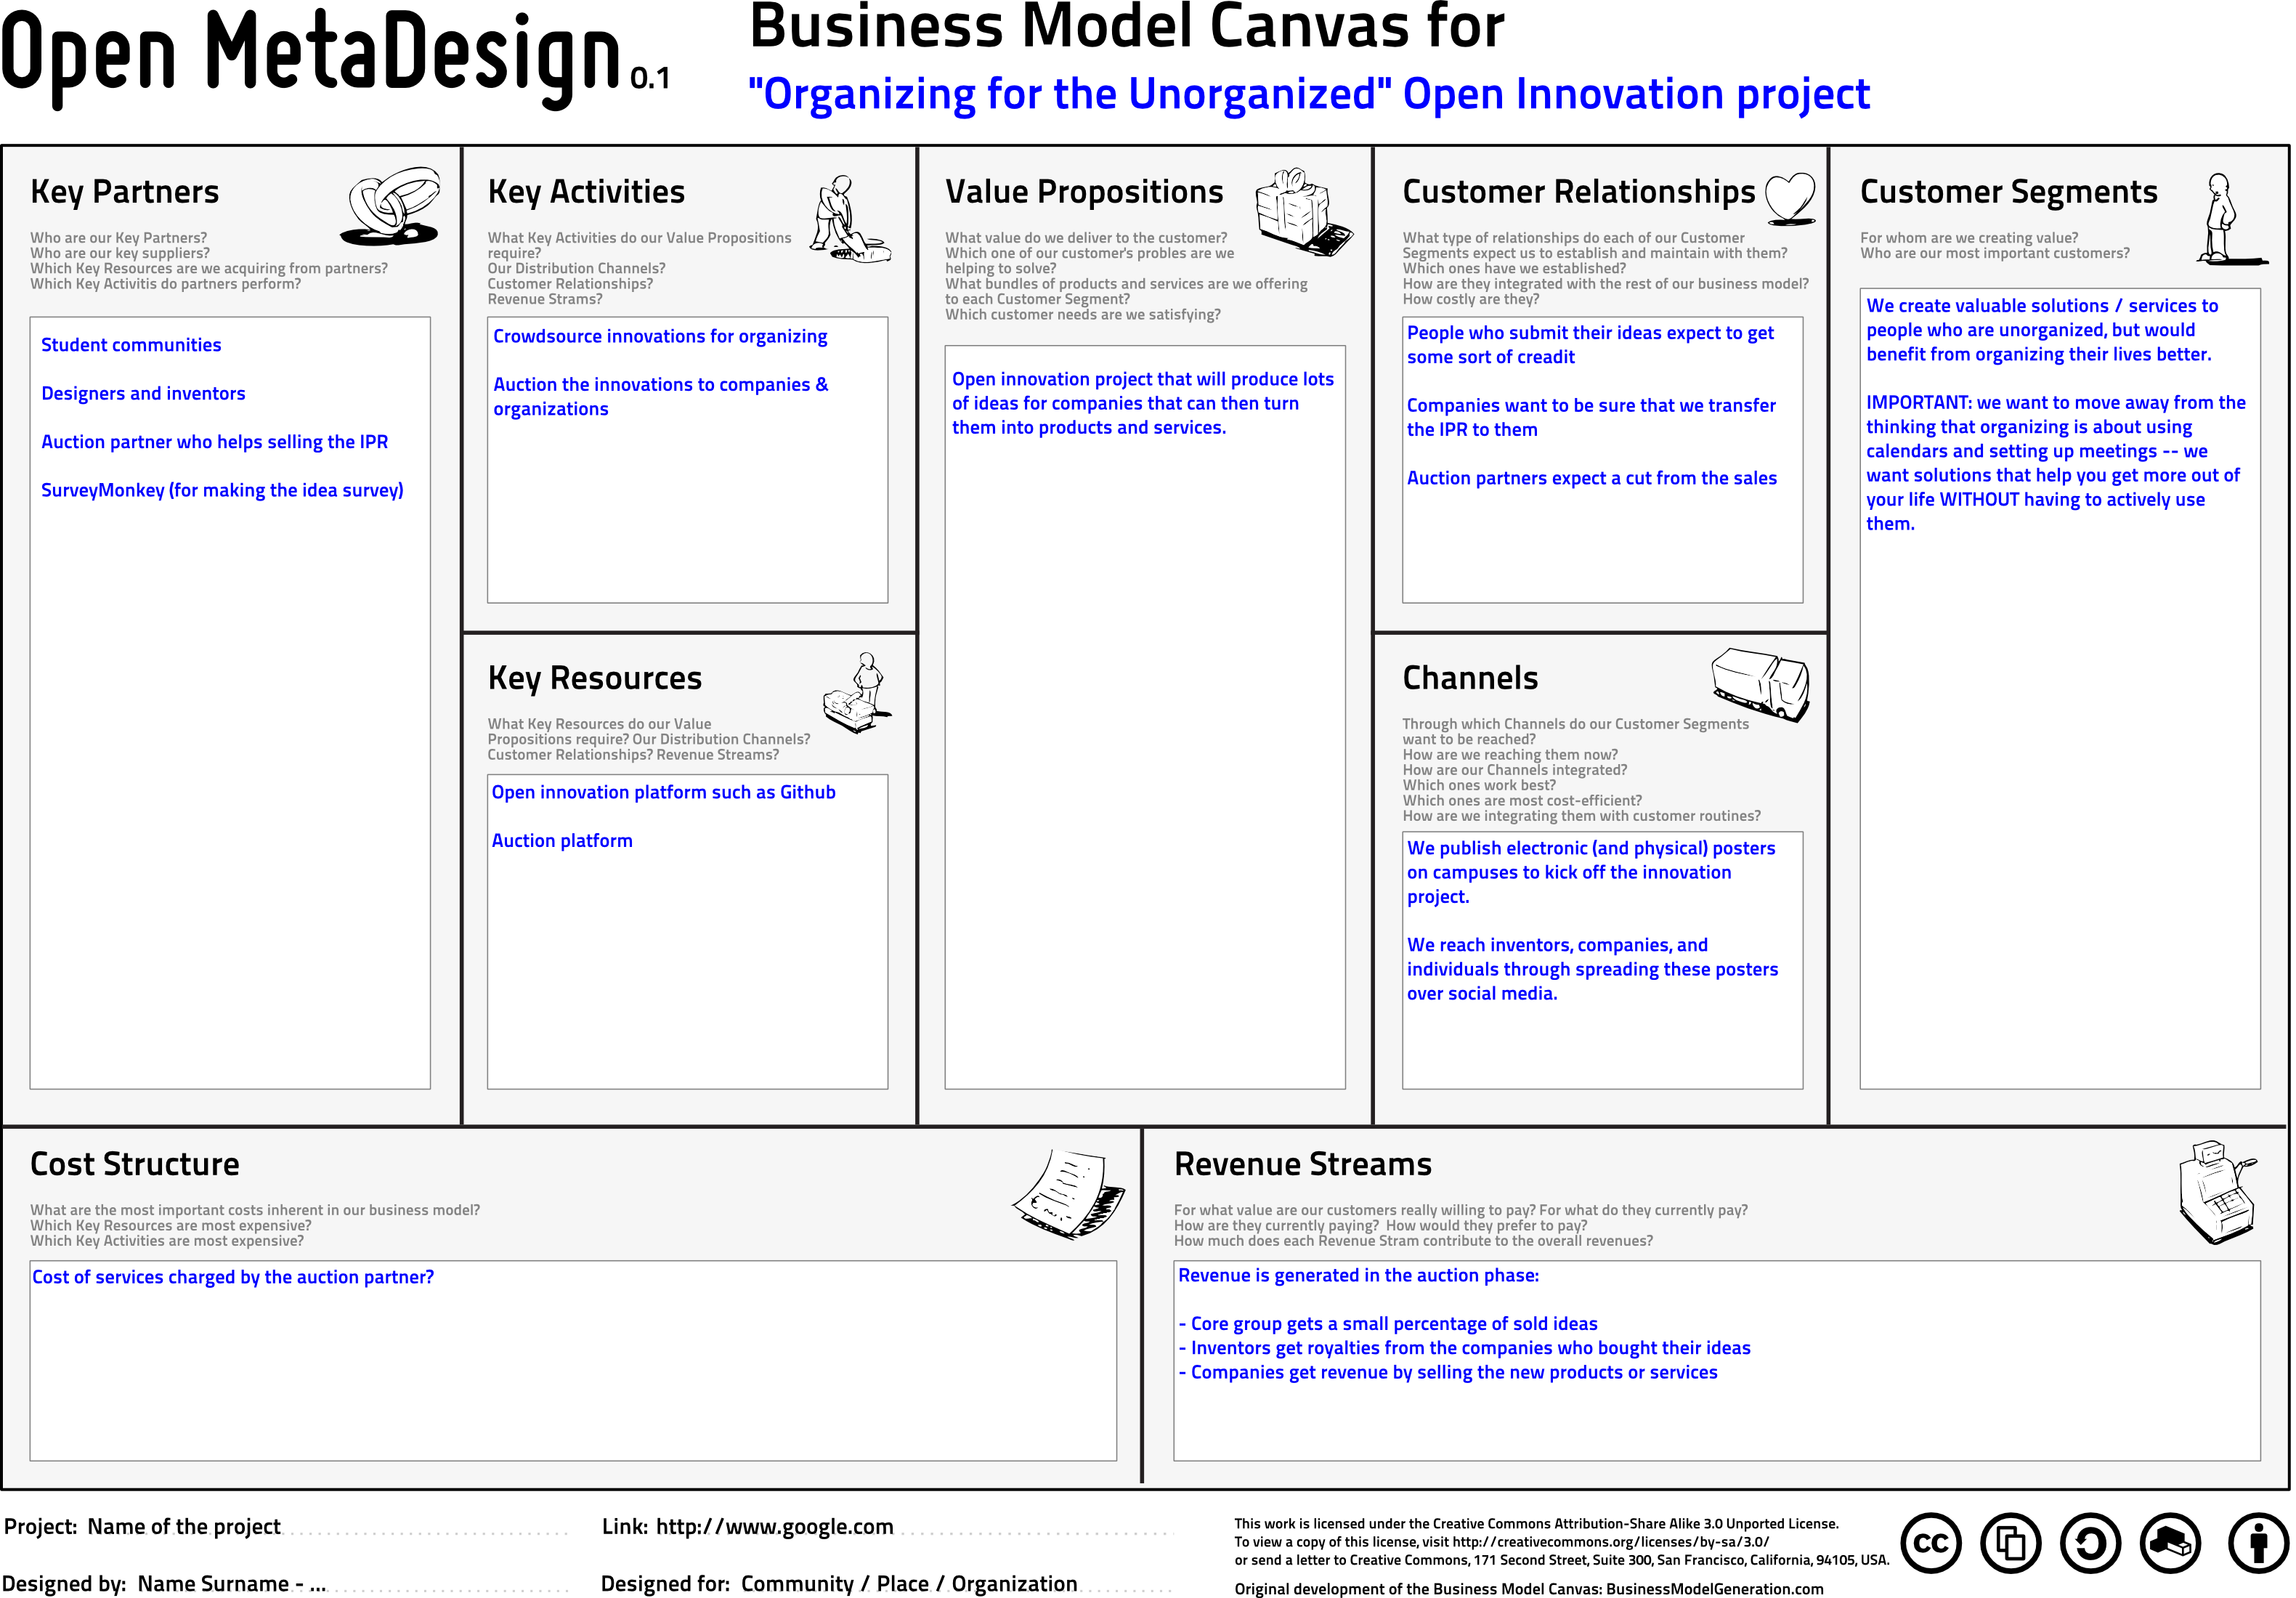 Open MetaDesign 0.1
Business Model Canvas for
"Organizing for the Unorganized" Open Innovation project
Key Partners
Who are our Key Partners?
Who are our key suppliers?
Which Key Resources are we acquiring from partners?
Which Key Activitis do partners perform?
Student communities
Designers and inventors
Auction partner who helps selling the IPR
SurveyMonkey (for making the idea survey)
Key Activities
What Key Activities do our Value Propositions
require?
Our Distribution Channels?
Customer Relationships?
Revenue Strams?
Crowdsource innovations for organizing
Auction the innovations to companies &
organizations
Key Resources
What Key Resources do our Value
Propositions require? Our Distribution Channels?
Customer Relationships? Revenue Streams?
Open innovation platform such as Github
Auction platform
Value Propositions
What value do we deliver to the customer?
Which one of our customer's probles are we
helping to solve?
What bundles of products and services are we offering
to each Customer Segment?
Which customer needs are we satisfying?
Open innovation project that will produce lots
of ideas for companies that can then turn
them into products and services.
Customer Relationships
What type of relationships do each of our Customer
Segments expect us to establish and maintain with them?
Which ones have we established?
How are they integrated with the rest of our business model?
How costly are they?
People who submit their ideas expect to get
some sort of creadit
Companies want to be sure that we transfer
the IPR to them
Auction partners expect a cut from the sales
Channels
Through which Channels do our Customer Segments
want to be reached?
How are we reaching them now?
How are our Channels integrated?
Which ones work best?
Which ones are most cost-efficient?
How are we integrating them with customer routines?
We publish electronic (and physical) posters
on campuses to kick off the innovation
project.
We reach inventors, companies, and
individuals through spreading these posters
over social media.
Customer Segments
For whom are we creating value?
Who are our most important customers?
We create valuable solutions / services to
people who are unorganized, but would
benefit from organizing their lives better.
IMPORTANT: we want to move away from the
thinking that organizing is about using
calendars and setting up meetings -- we
want solutions that help you get more out of
your life WITHOUT having to actively use
them.
Cost Structure
What are the most important costs inherent in our business model?
Which Key Resources are most expensive?
Which Key Activities are most expensive?
Cost of services charged by the auction partner?
Revenue Streams
For what value are our customers really willing to pay? For what do they currently pay?
How are they currently paying? How would they prefer to pay?
How much does each Revenue Stram contribute to the overall revenues?
Revenue is generated in the auction phase:
- Core group gets a small percentage of sold ideas
- Inventors get royalties from the companies who bought their ideas
- Companies get revenue by selling the new products or services
Project: Name of the project
Link: http://www.google.com
Designed by: Name Surname - ...
Designed for: Community / Place / Organization
This work is licensed under the Creative Commons Attribution-Share Alike 3.0 Unported License.
To view a copy of this license, visit http://creativecommons.org/licenses/by-sa/3.0/
or send a letter to Creative Commons, 171 Second Street, Suite 300, San Francisco, California, 94105, USA.
Original development of the Business Model Canvas: BusinessModelGeneration.com
cc